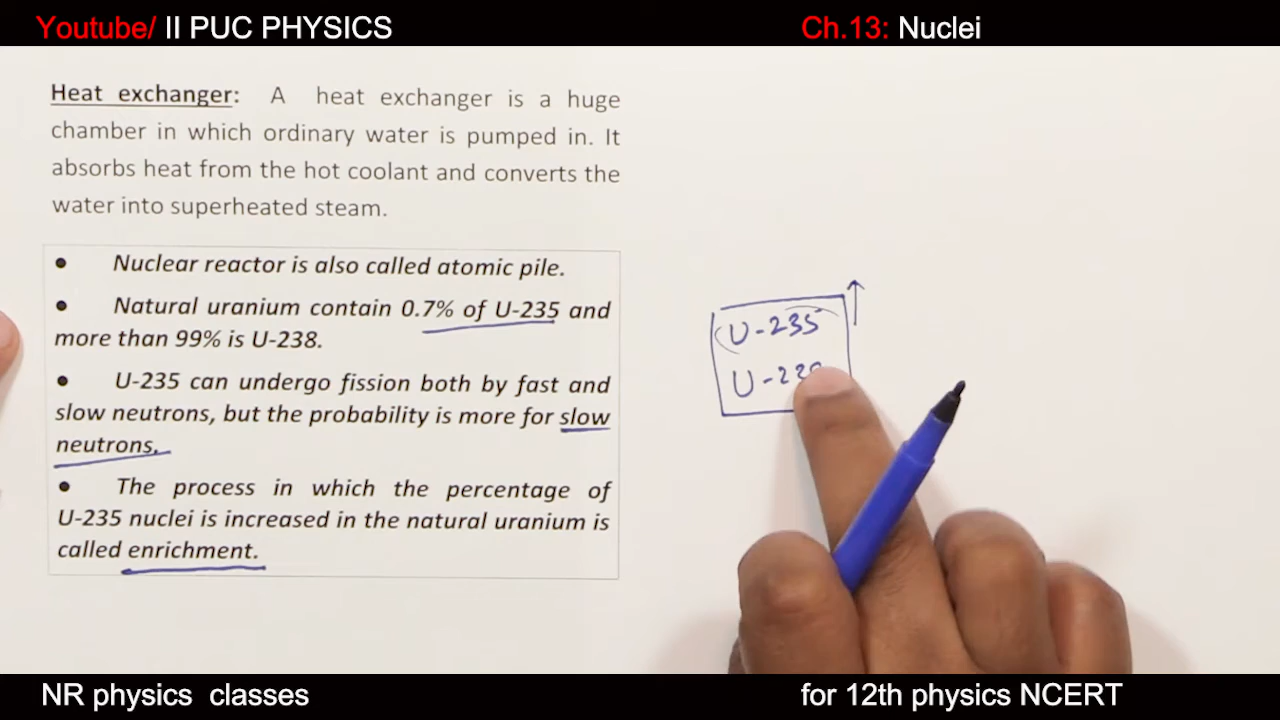 Youtube/ II PUC PHYSICS
Ch.13: Nuclei
Heat exchanger: A heat exchanger is a huge
chamber in which ordinary water is pumped in. It
absorbs heat from the hot coolant and converts the
water into superheated steam.
• Nuclear reactor is also called atomic pile.
• Natural uranium contain 0.7% of U-235 and
more than 99% is U-238.
• U-235 can undergo fission both by fast and
slow neutrons, but the probability is more for slow
neutrons.
• The process in which the percentage of
U-235 nuclei is increased in the natural uranium is
called enrichment.
U-235
NR physics classes
for 12th physics NCERT